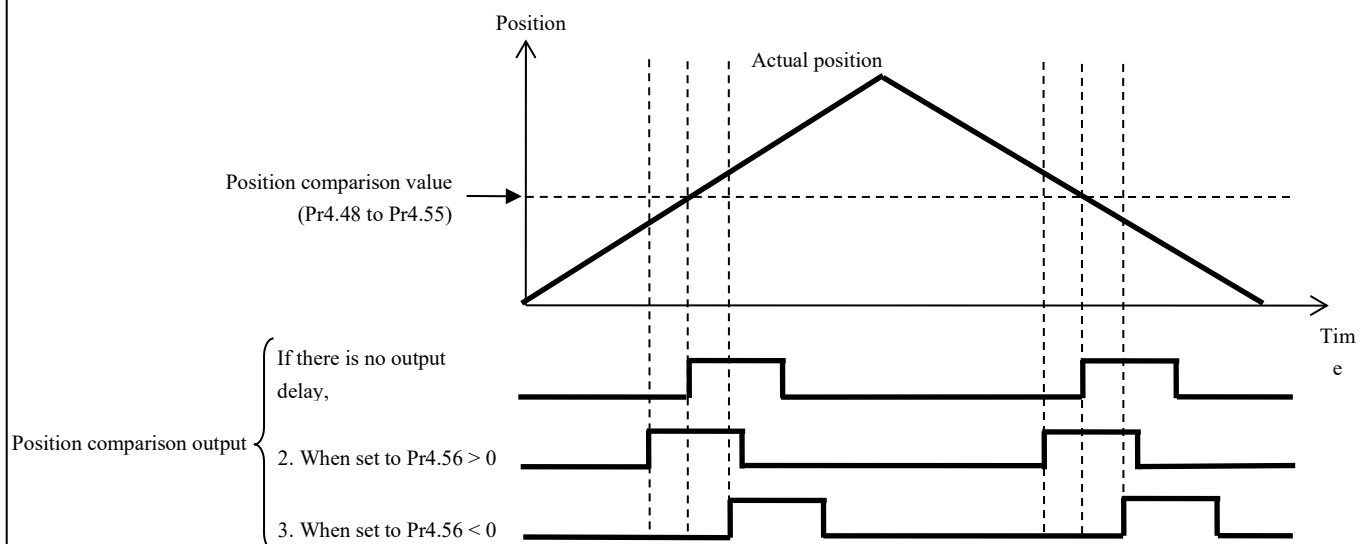 Position
Actual position
Position comparison value
(Pr4.48 to Pr4.55)
Tim
e
If there is no output
delay,
Position comparison output
2. When set to Pr4.56 > 0
3. When set to Pr4.56 < 0